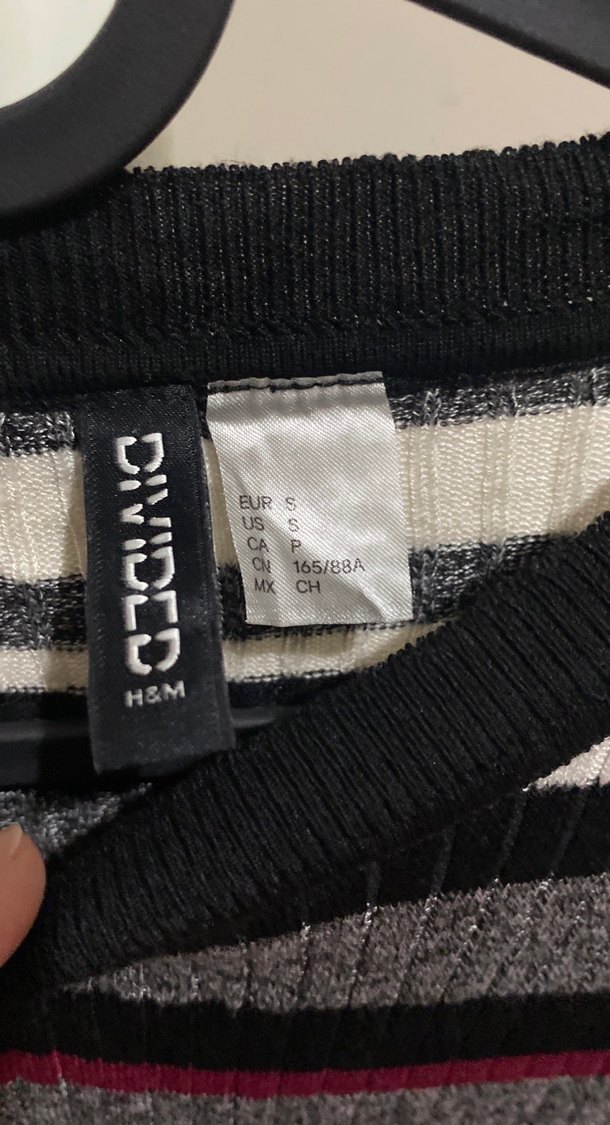 DIVIDED
H&M
EUR S
US S
CA P
CN 165/88A
MX CH